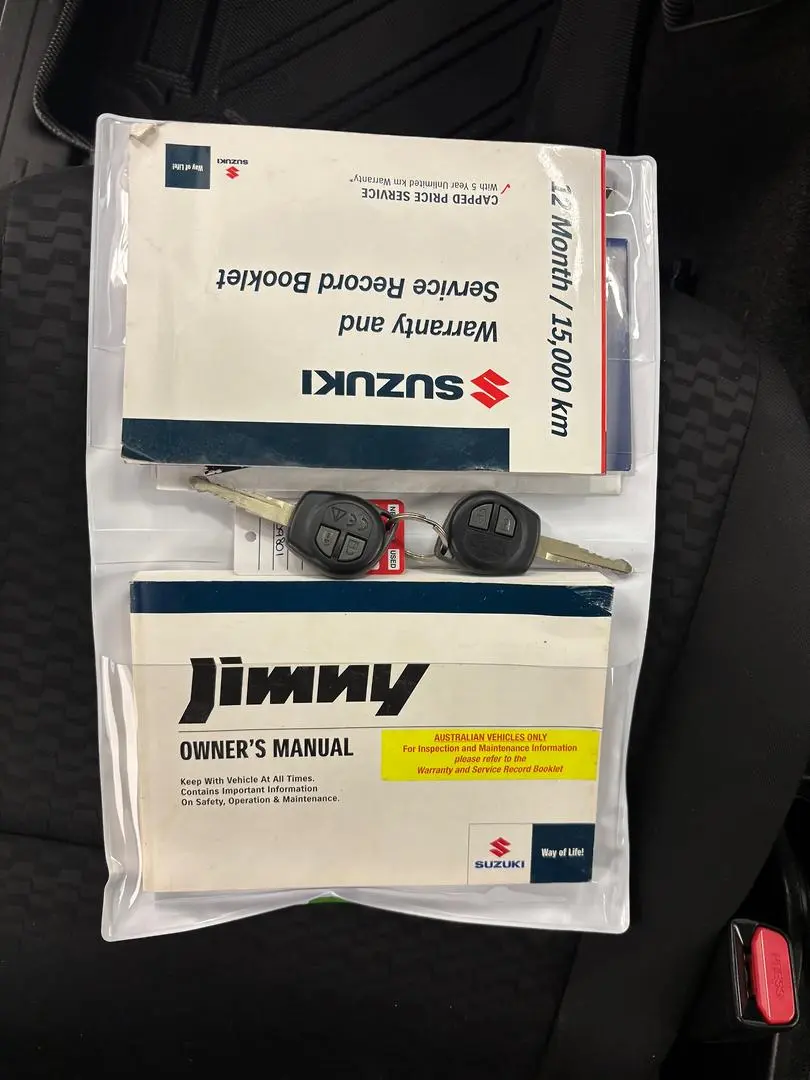 SUZUKI
Warranty and
Service Record Booklet
CAPPED PRICE SERVICE
✓ With 5 Year Unlimited km Warranty*
SUZUKI
Way of Life!
12 Month / 15,000 km
USED
Jimny
OWNER'S MANUAL
Keep With Vehicle At All Times.
Contains Important Information
On Safety, Operation & Maintenance.
AUSTRALIAN VEHICLES ONLY
For Inspection and Maintenance Information
please refer to the
Warranty and Service Record Booklet
SUZUKI
Way of Life!
PRESS